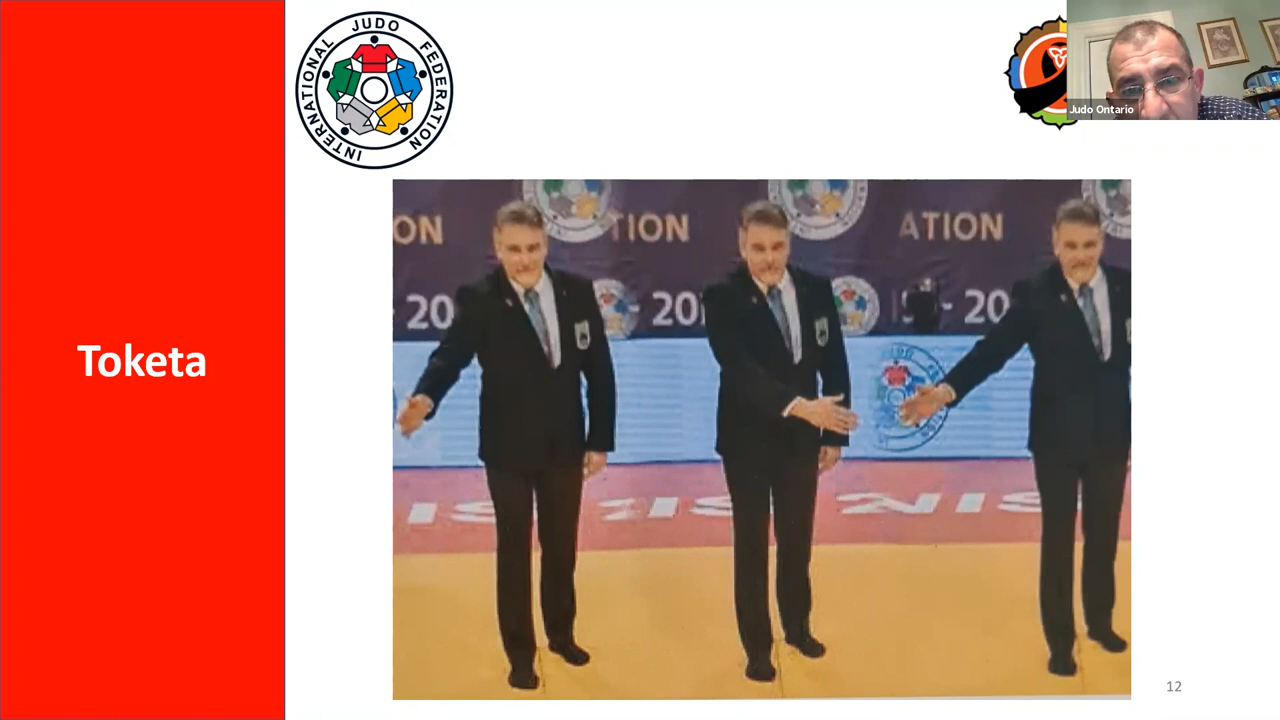 Toketa
INTERNATIONAL JUDO FEDERATION
Judo Ontario
ON
TION
ATION
- 20
- 20
- 20
12